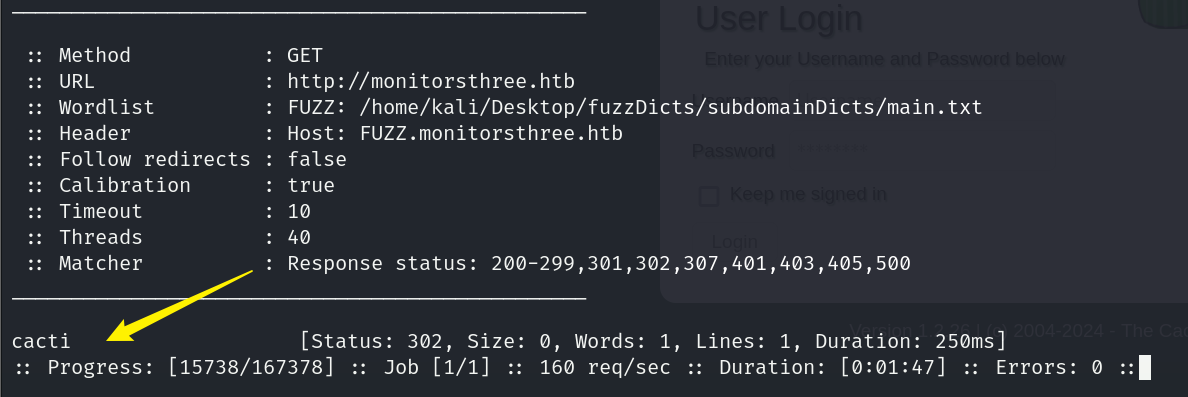 User Login
:: Method : GET
Enter your Username and Password below
:: URL : http://monitorsthree.htb
:: Wordlist : FUZZ: /home/kali/Desktop/fuzzDicts/subdomainDicts/main.txt
:: Header : Host: FUZZ.monitorsthree.htb
:: Follow redirects : false
Password
:: Calibration : true
Keep me signed in
:: Timeout : 10
:: Threads : 40
Login
:: Matcher : Response status: 200-299,301,302,307,401,403,405,500
Version 1.2.26 | (c) 2004-2024 - The Cac
cacti [Status: 302, Size: 0, Words: 1, Lines: 1, Duration: 250ms]
:: Progress: [15738/167378] :: Job [1/1] :: 160 req/sec :: Duration: [0:01:47] :: Errors: 0 ::